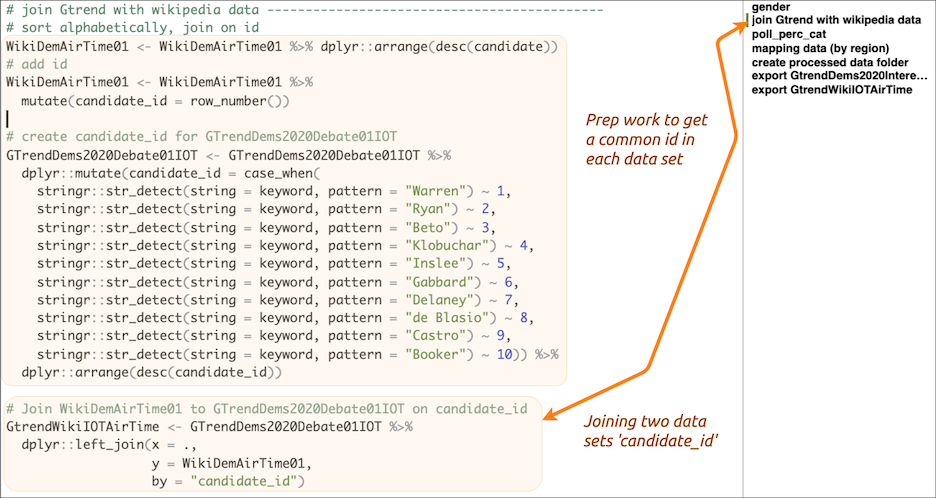 # join Gtrend with wikipedia data -----------------------------------------
# sort alphabetically, join on id
WikiDemAirTime01 <- WikiDemAirTime01 %>% dplyr::arrange(desc(candidate))
# add id
WikiDemAirTime01 <- WikiDemAirTime01 %>%
  mutate(candidate_id = row_number())
# create candidate_id for GTrendDems2020Debate01IOT
GTrendDems2020Debate01IOT <- GTrendDems2020Debate01IOT %>%
  dplyr::mutate(candidate_id = case_when(
    stringr::str_detect(string = keyword, pattern = "Warren") ~ 1,
    stringr::str_detect(string = keyword, pattern = "Ryan") ~ 2,
    stringr::str_detect(string = keyword, pattern = "Beto") ~ 3,
    stringr::str_detect(string = keyword, pattern = "Klobuchar") ~ 4,
    stringr::str_detect(string = keyword, pattern = "Inslee") ~ 5,
    stringr::str_detect(string = keyword, pattern = "Gabbard") ~ 6,
    stringr::str_detect(string = keyword, pattern = "Delaney") ~ 7,
    stringr::str_detect(string = keyword, pattern = "de Blasio") ~ 8,
    stringr::str_detect(string = keyword, pattern = "Castro") ~ 9,
    stringr::str_detect(string = keyword, pattern = "Booker") ~ 10)) %>%
  dplyr::arrange(desc(candidate_id))
# Join WikiDemAirTime01 to GTrendDems2020Debate01IOT on candidate_id
GtrendWikiIOTAirTime <- GTrendDems2020Debate01IOT %>%
  dplyr::left_join(x = .,
                   y = WikiDemAirTime01,
                   by = "candidate_id")
Prep work to get
a common id in
each data set
Joining two data
sets 'candidate_id'
gender
join Gtrend with wikipedia data
poll_perc_cat
mapping data (by region)
create processed data folder
export GtrendDems2020Intere...
export GtrendWikiIOTAirTime